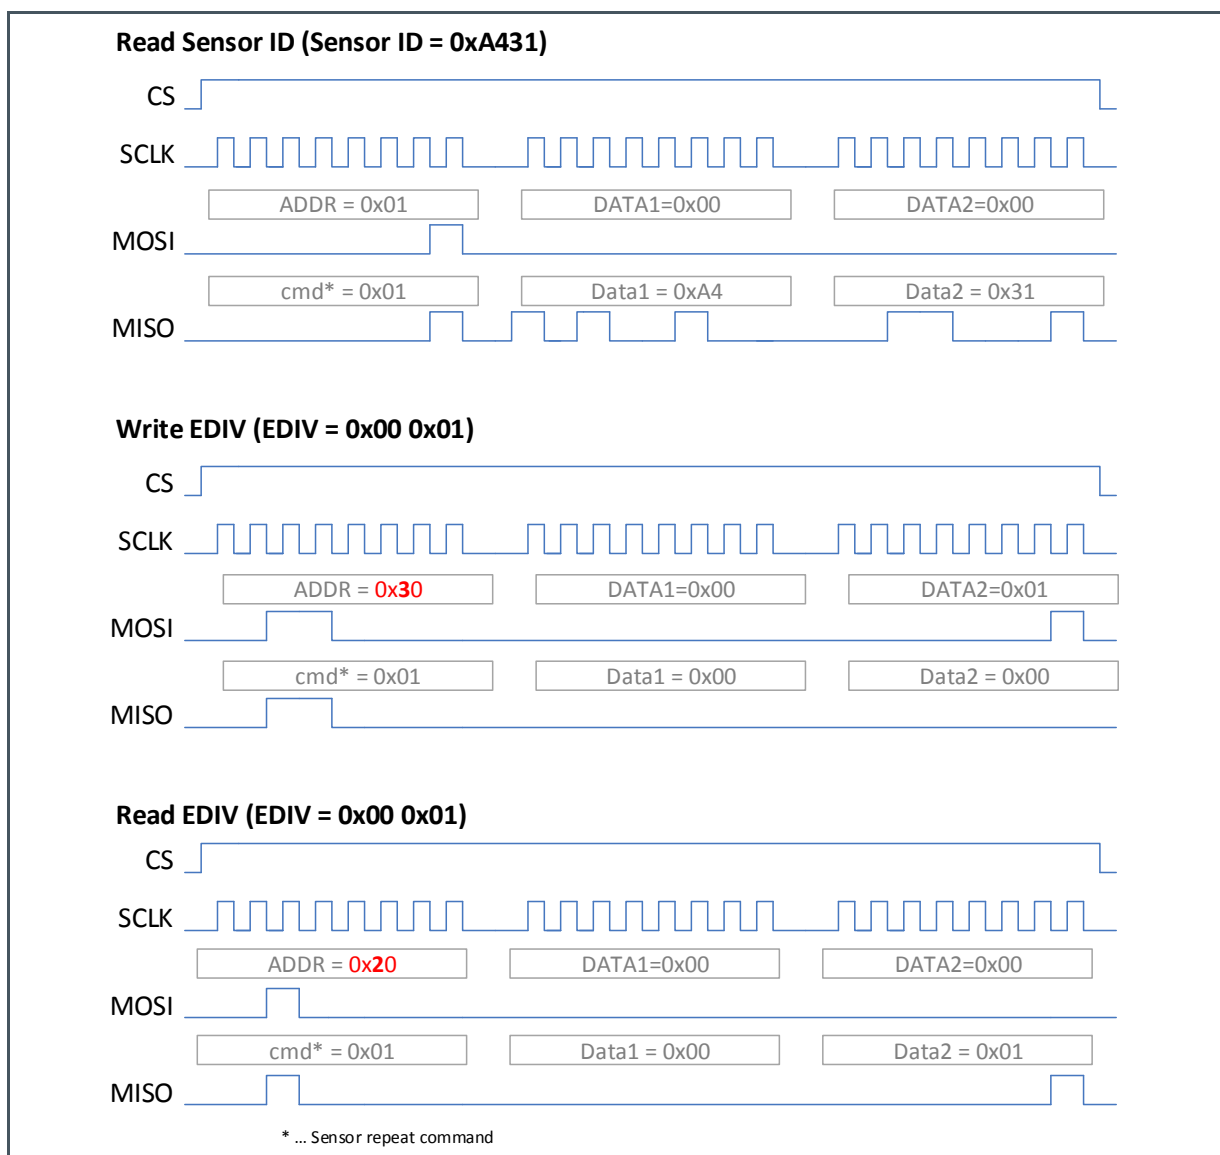 Read Sensor ID (Sensor ID = 0xA431)
CS
SCLK
ADDR = 0x01 DATA1=0x00 DATA2=0x00
MOSI
cmd* = 0x01 Data1 = 0xA4 Data2 = 0x31
MISO
Write EDIV (EDIV = 0x00 0x01)
CS
SCLK
ADDR = 0x30 DATA1=0x00 DATA2=0x01
MOSI
cmd* = 0x01 Data1 = 0x00 Data2 = 0x00
MISO
Read EDIV (EDIV = 0x00 0x01)
CS
SCLK
ADDR = 0x20 DATA1=0x00 DATA2=0x00
MOSI
cmd* = 0x01 Data1 = 0x00 Data2 = 0x01
MISO
* ... Sensor repeat command